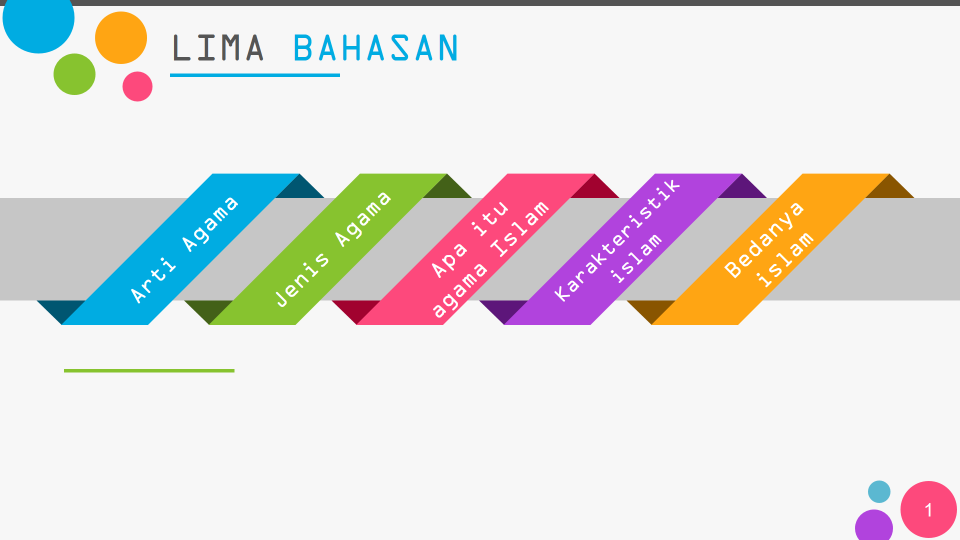 LIMA BAHASAN
Arti Agama
Jenis Agama
Apa itu
agama Islam
Karakteristik
islam
Bedanya
islam
1